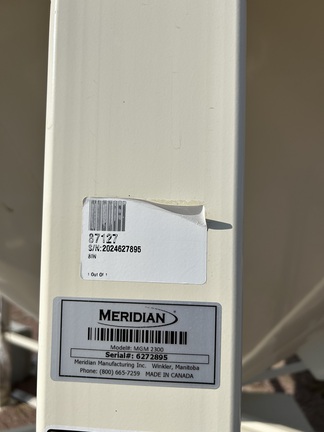 87127
S/N:2024627895
BIN
1 Out Of 1
MERIDIAN
Model#: MGM 2300
Serial#: 6272895
Meridian Manufacturing Inc. Winkler, Manitoba
Phone: (800) 665-7259 MADE IN CANADA